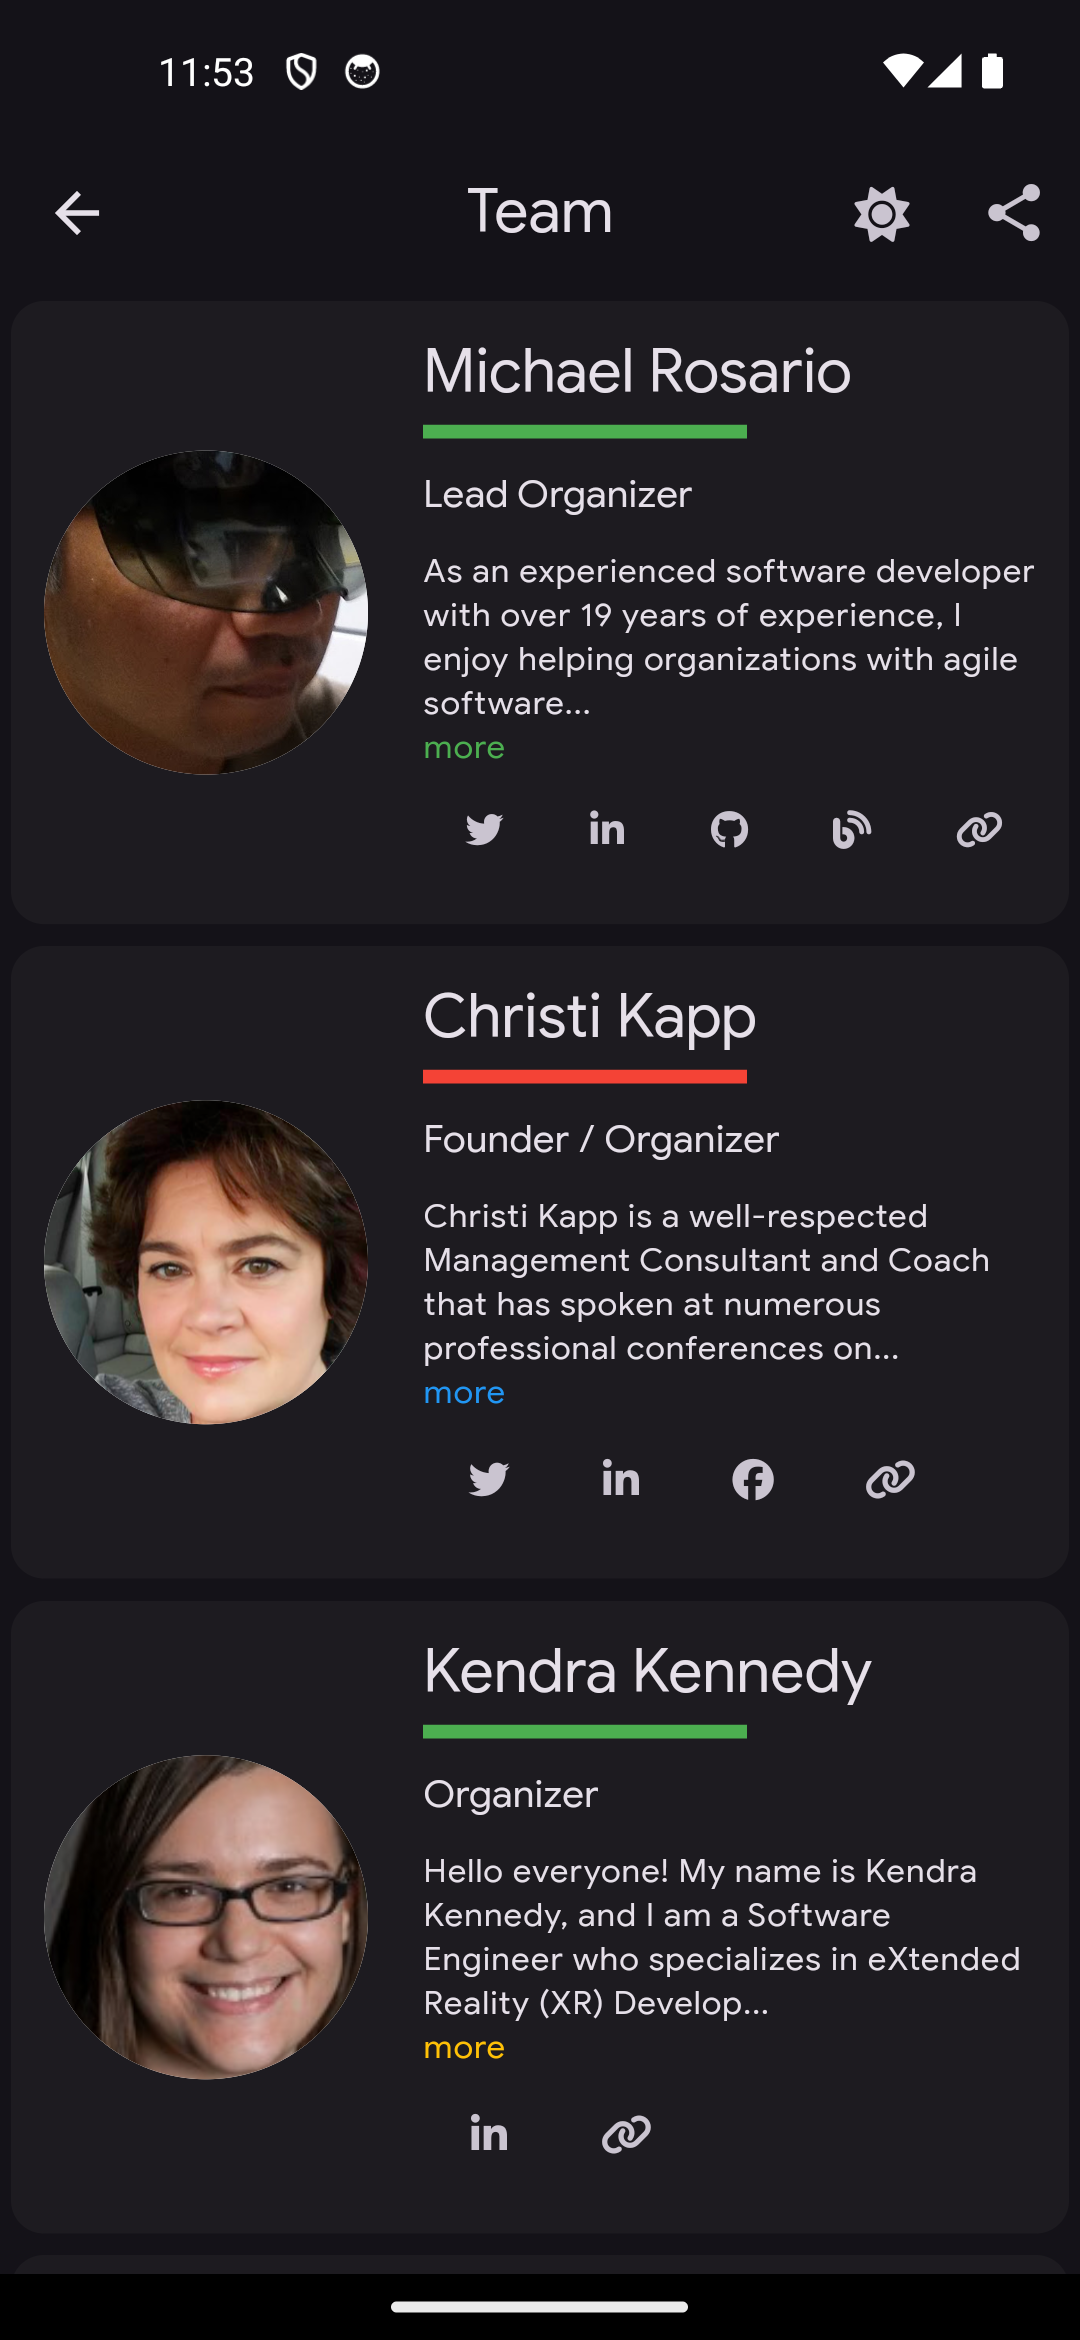 11:53
Team
Michael Rosario
Lead Organizer
As an experienced software developer
with over 19 years of experience, I
enjoy helping organizations with agile
software...
more
Christi Kapp
Founder / Organizer
Christi Kapp is a well-respected
Management Consultant and Coach
that has spoken at numerous
professional conferences on...
more
Kendra Kennedy
Organizer
Hello everyone! My name is Kendra
Kennedy, and I am a Software
Engineer who specializes in eXtended
Reality (XR) Develop...
more